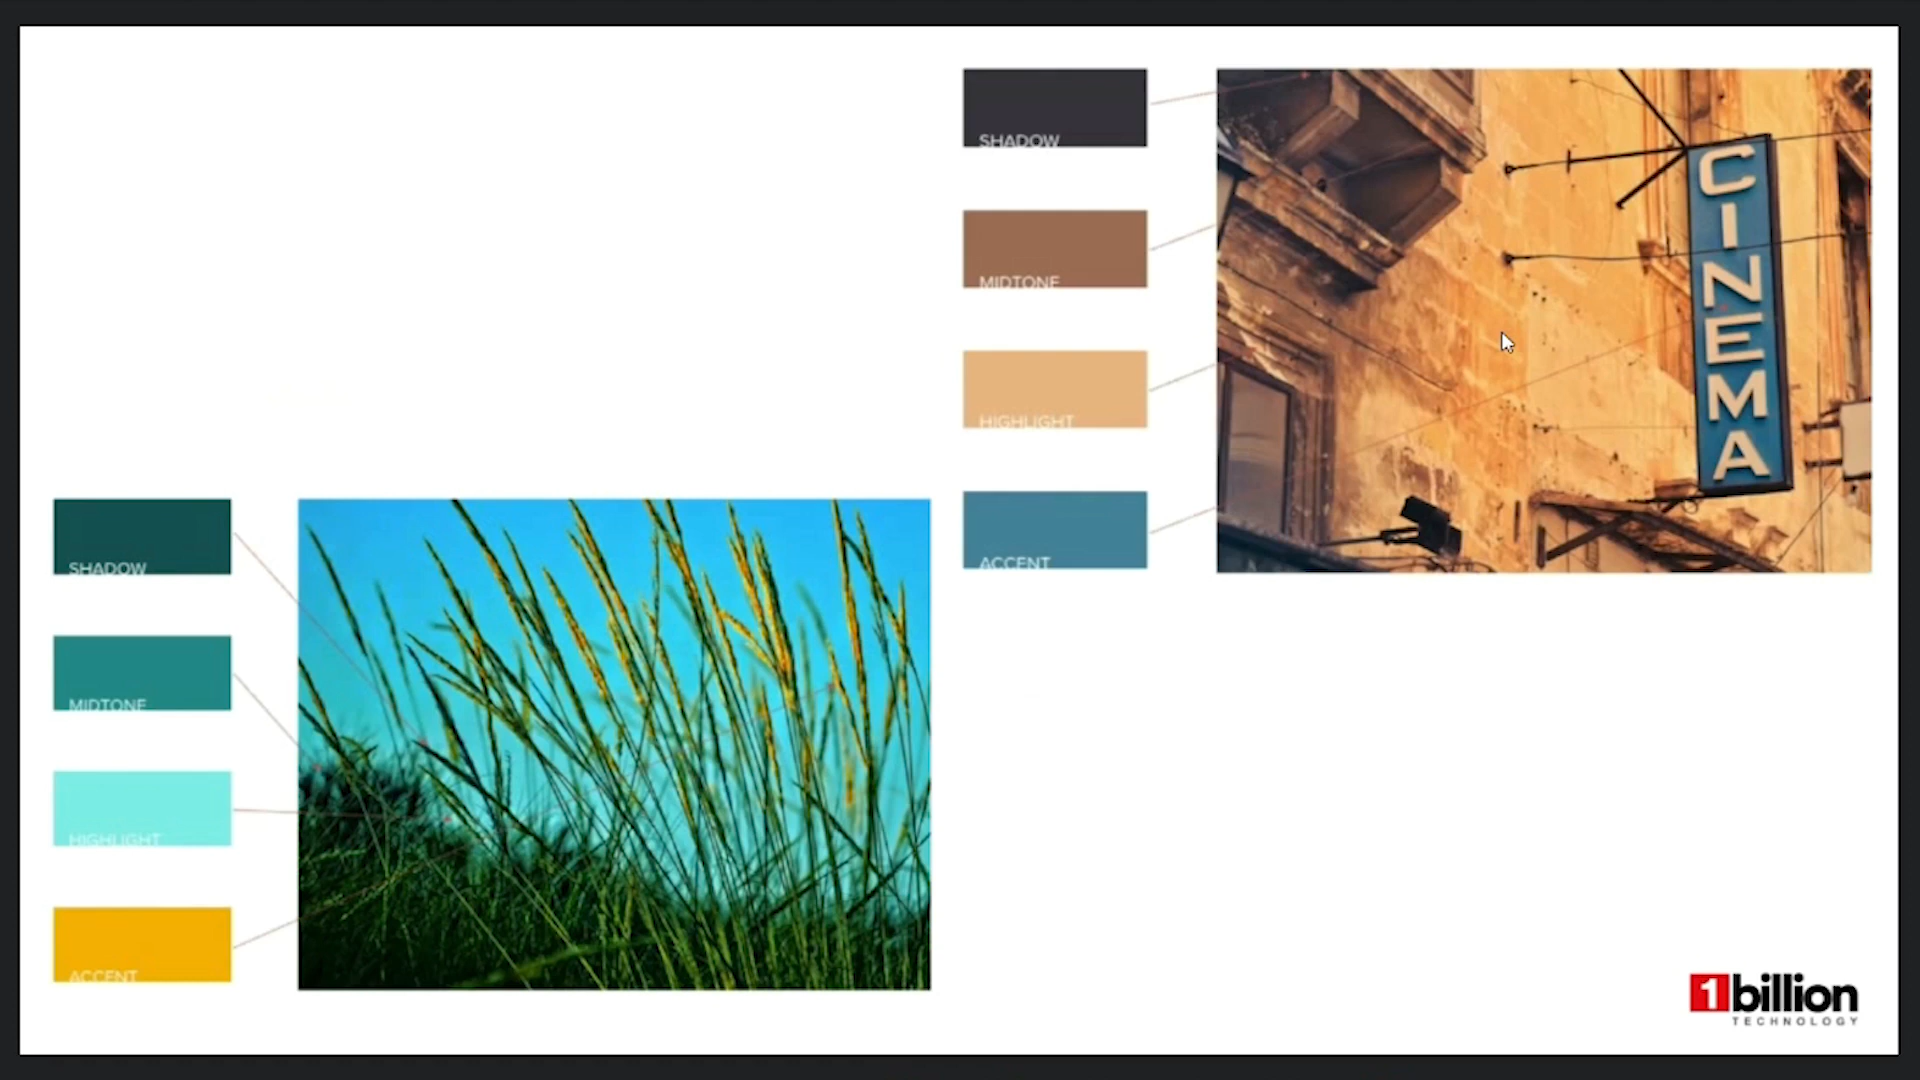 SHADOW
MIDTONE
HIGHLIGHT
ACCENT
CINEMA
SHADOW
MIDTONE
HIGHLIGHT
ACCENT
1billion
TECHNOLOGY